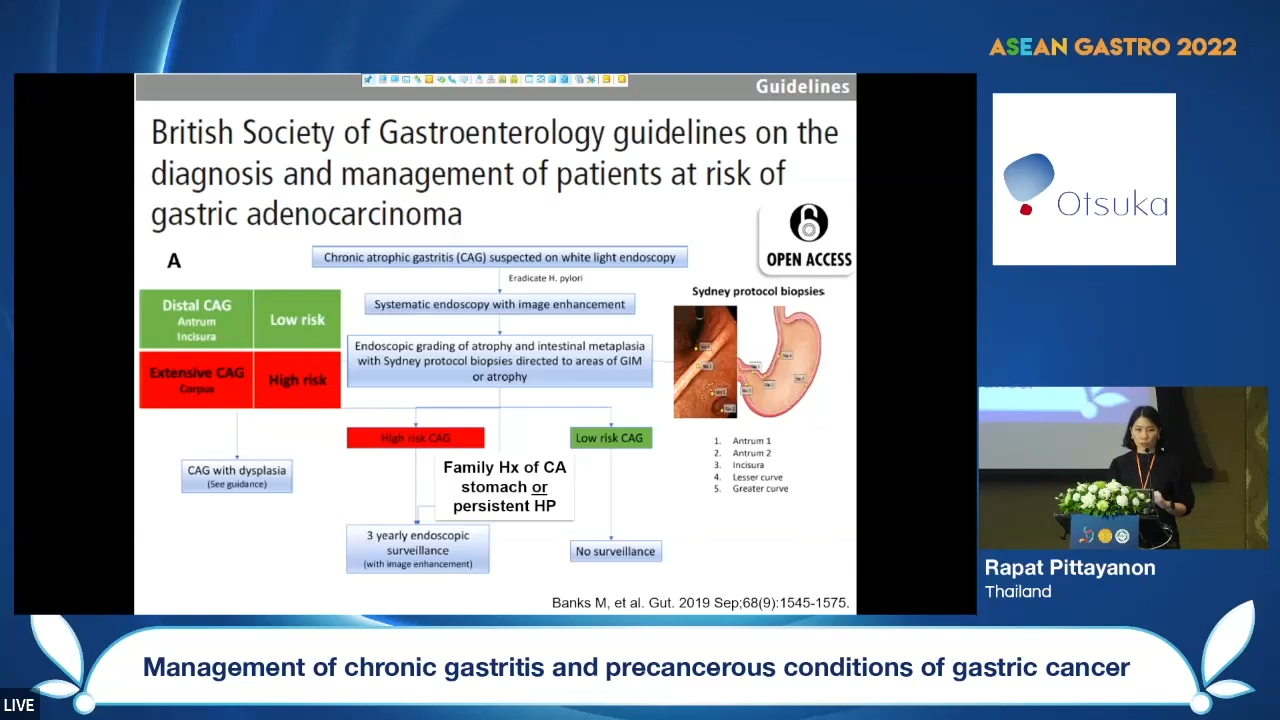 ASEAN GASTRO 2022
Guidelines
British Society of Gastroenterology guidelines on the
diagnosis and management of patients at risk of
gastric adenocarcinoma
OPEN ACCESS
A
Chronic atrophic gastritis (CAG) suspected on white light endoscopy
Eradicate H. pylori
Systematic endoscopy with image enhancement
Endoscopic grading of atrophy and intestinal metaplasia
with Sydney protocol biopsies directed to areas of GIM
or atrophy
Distal CAG
Antrum
Incisura
Low risk
Extensive CAG
Corpus
High risk
Sydney protocol biopsies
High risk CAG
Low risk CAG
CAG with dysplasia
(See guidance)
Family Hx of CA
stomach or
persistent HP
3 yearly endoscopic
surveillance
(with image enhancement)
No surveillance
1. Antrum 1
2. Antrum 2
3. Incisura
4. Lesser curve
5. Greater curve
Banks M, et al. Gut. 2019 Sep;68(9):1545-1575.
Otsuka
Rapat Pittayanon
Thailand
Management of chronic gastritis and precancerous conditions of gastric cancer
LIVE